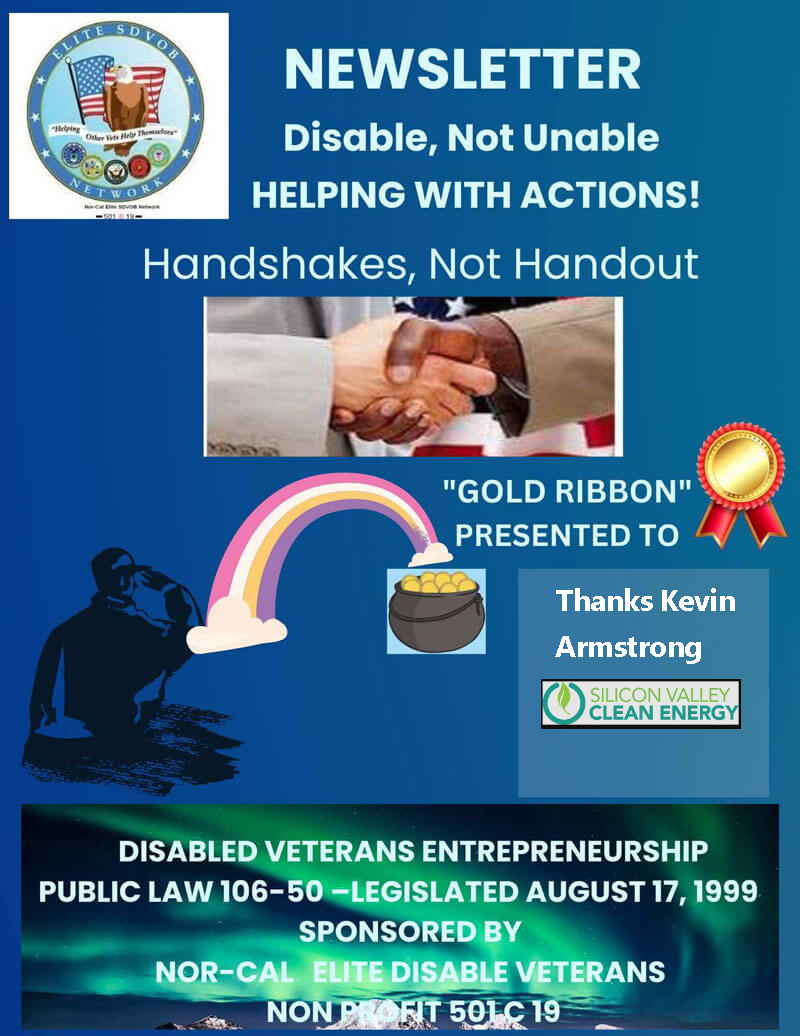 ELITE SDVOB
"Helping Other Vets Help Themselves"
NETWORK
Nor-Cal Elite SDVOB Network
501 C 19
NEWSLETTER
Disable, Not Unable
HELPING WITH ACTIONS!
Handshakes, Not Handout
"GOLD RIBBON"
PRESENTED TO
Thanks Kevin
Armstrong
SILICON VALLEY
CLEAN ENERGY
DISABLED VETERANS ENTREPRENEURSHIP
PUBLIC LAW 106-50 –LEGISLATED AUGUST 17, 1999
SPONSORED BY
NOR-CAL ELITE DISABLE VETERANS
NON PROFIT 501 C 19